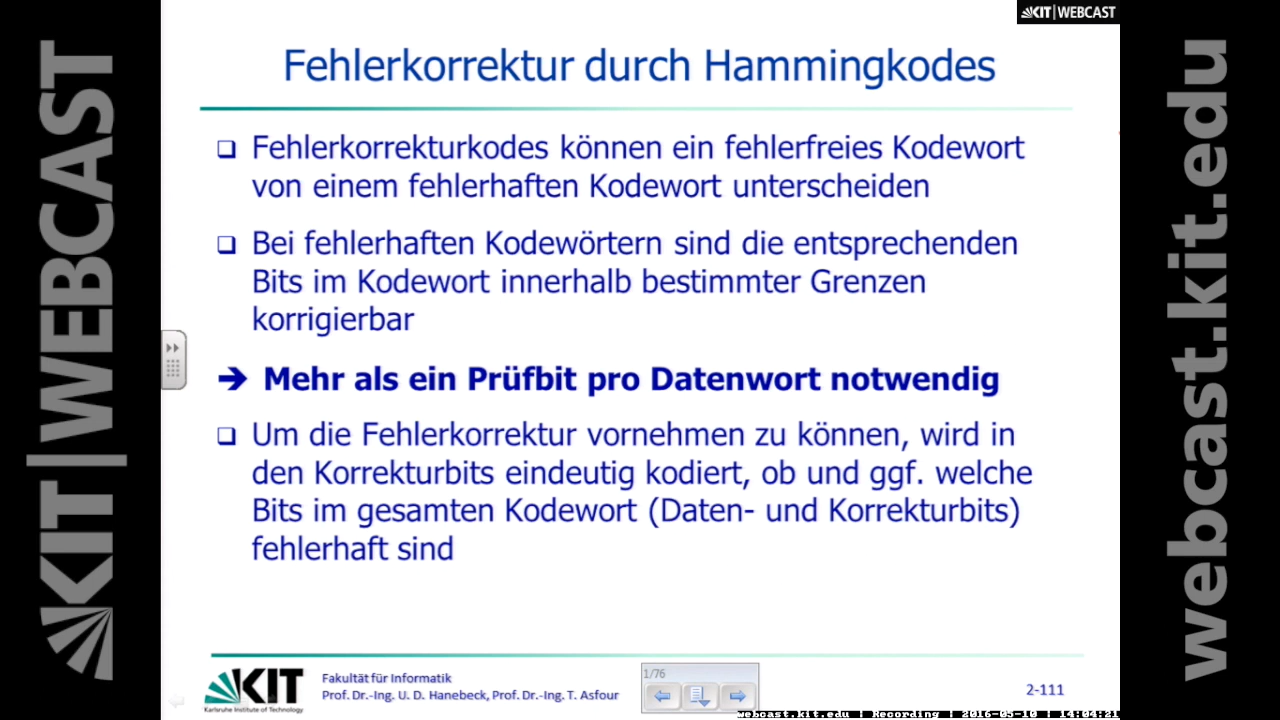 KIT|WEBCAST
KIT|WEBCAST
webcast.kit.edu
Fehlerkorrektur durch Hammingkodes
Fehlerkorrekturkodes können ein fehlerfreies Kodewort
von einem fehlerhaften Kodewort unterscheiden
Bei fehlerhaften Kodewörtern sind die entsprechenden
Bits im Kodewort innerhalb bestimmter Grenzen
korrigierbar
➔ Mehr als ein Prüfbit pro Datenwort notwendig
Um die Fehlerkorrektur vornehmen zu können, wird in
den Korrekturbits eindeutig kodiert, ob und ggf. welche
Bits im gesamten Kodewort (Daten- und Korrekturbits)
fehlerhaft sind
KIT
Karlsruhe Institute of Technology
Fakultät für Informatik
Prof. Dr.-Ing. U. D. Hanebeck, Prof. Dr.-Ing. T. Asfour
1/76
2-111
webcast.kit.edu | Recording | 2016-05-10 | 14:04:21